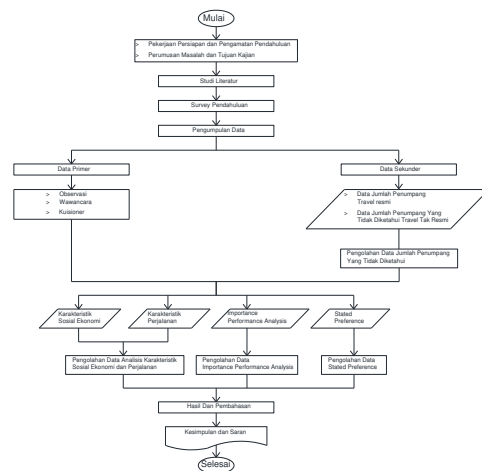 Mulai
> Pekerjaan Persiapan dan Pengamatan Pendahuluan
> Perumusan Masalah dan Tujuan Kajian
Studi Literatur
Survey Pendahuluan
Pengumpulan Data
Data Primer
Data Sekunder
> Observasi
> Wawancara
> Kuisioner
> Data Jumlah Penumpang
Travel resmi
> Data Jumlah Penumpang Yang
Tidak Diketahui Travel Tak Resmi
Pengolahan Data Jumlah Penumpang
Yang Tidak Diketahui
Karakteristik
Sosial Ekonomi
Karakteristik
Perjalanan
Importance
Performance Analysis
Stated
Preference
Pengolahan Data Analisis Karakteristik
Sosial Ekonomi dan Perjalanan
Pengolahan Data
Importance Performance Analysis
Pengolahan Data
Stated Preference
Hasil Dan Pembahasan
Kesimpulan dan Saran
Selesai